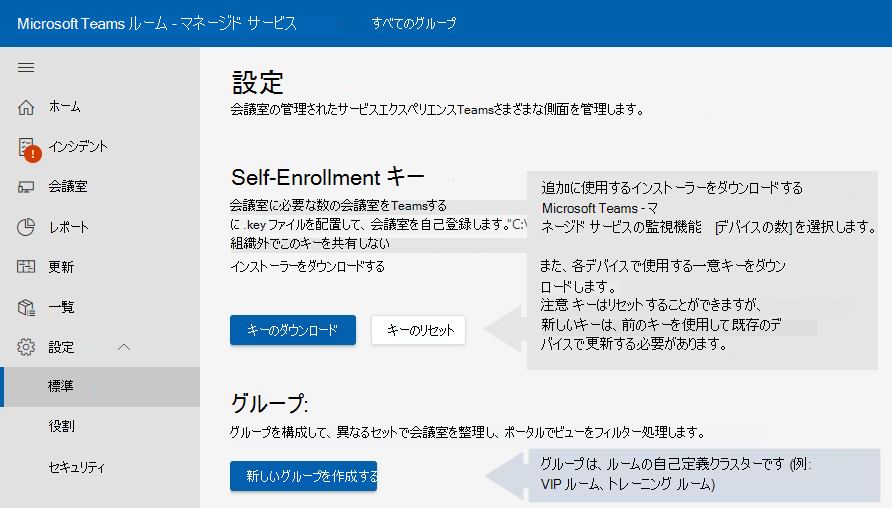 Microsoft Teams ルーム - マネージド サービス
すべてのグループ
ホーム
インシデント
会議室
レポート
更新
一覧
設定
標準
役割
セキュリティ
設定
会議室の管理されたサービスエクスペリエンスTeamsさまざまな側面を管理します。
Self-Enrollment キー
会議室に必要な数の会議室をTeamsする
に .key ファイルを配置して、会議室を自己登録します。"C:\
組織外でこのキーを共有しない
インストーラーをダウンロードする
キーのダウンロード
キーのリセット
追加に使用するインストーラーをダウンロードする
Microsoft Teams - マ
ネージド サービスの監視機能 [デバイスの数] を選択します。
また、各デバイスで使用する一意キーをダウン
ロードします。
注意 キーはリセットすることができますが、
新しいキーは、前のキーを使用して既存のデ
バイスで更新する必要があります。
グループ:
グループを構成して、異なるセットで会議室を整理し、ポータルでビューをフィルター処理します。
新しいグループを作成する
グループは、ルームの自己定義クラスターです (例:
VIP ルーム、トレーニング ルーム)